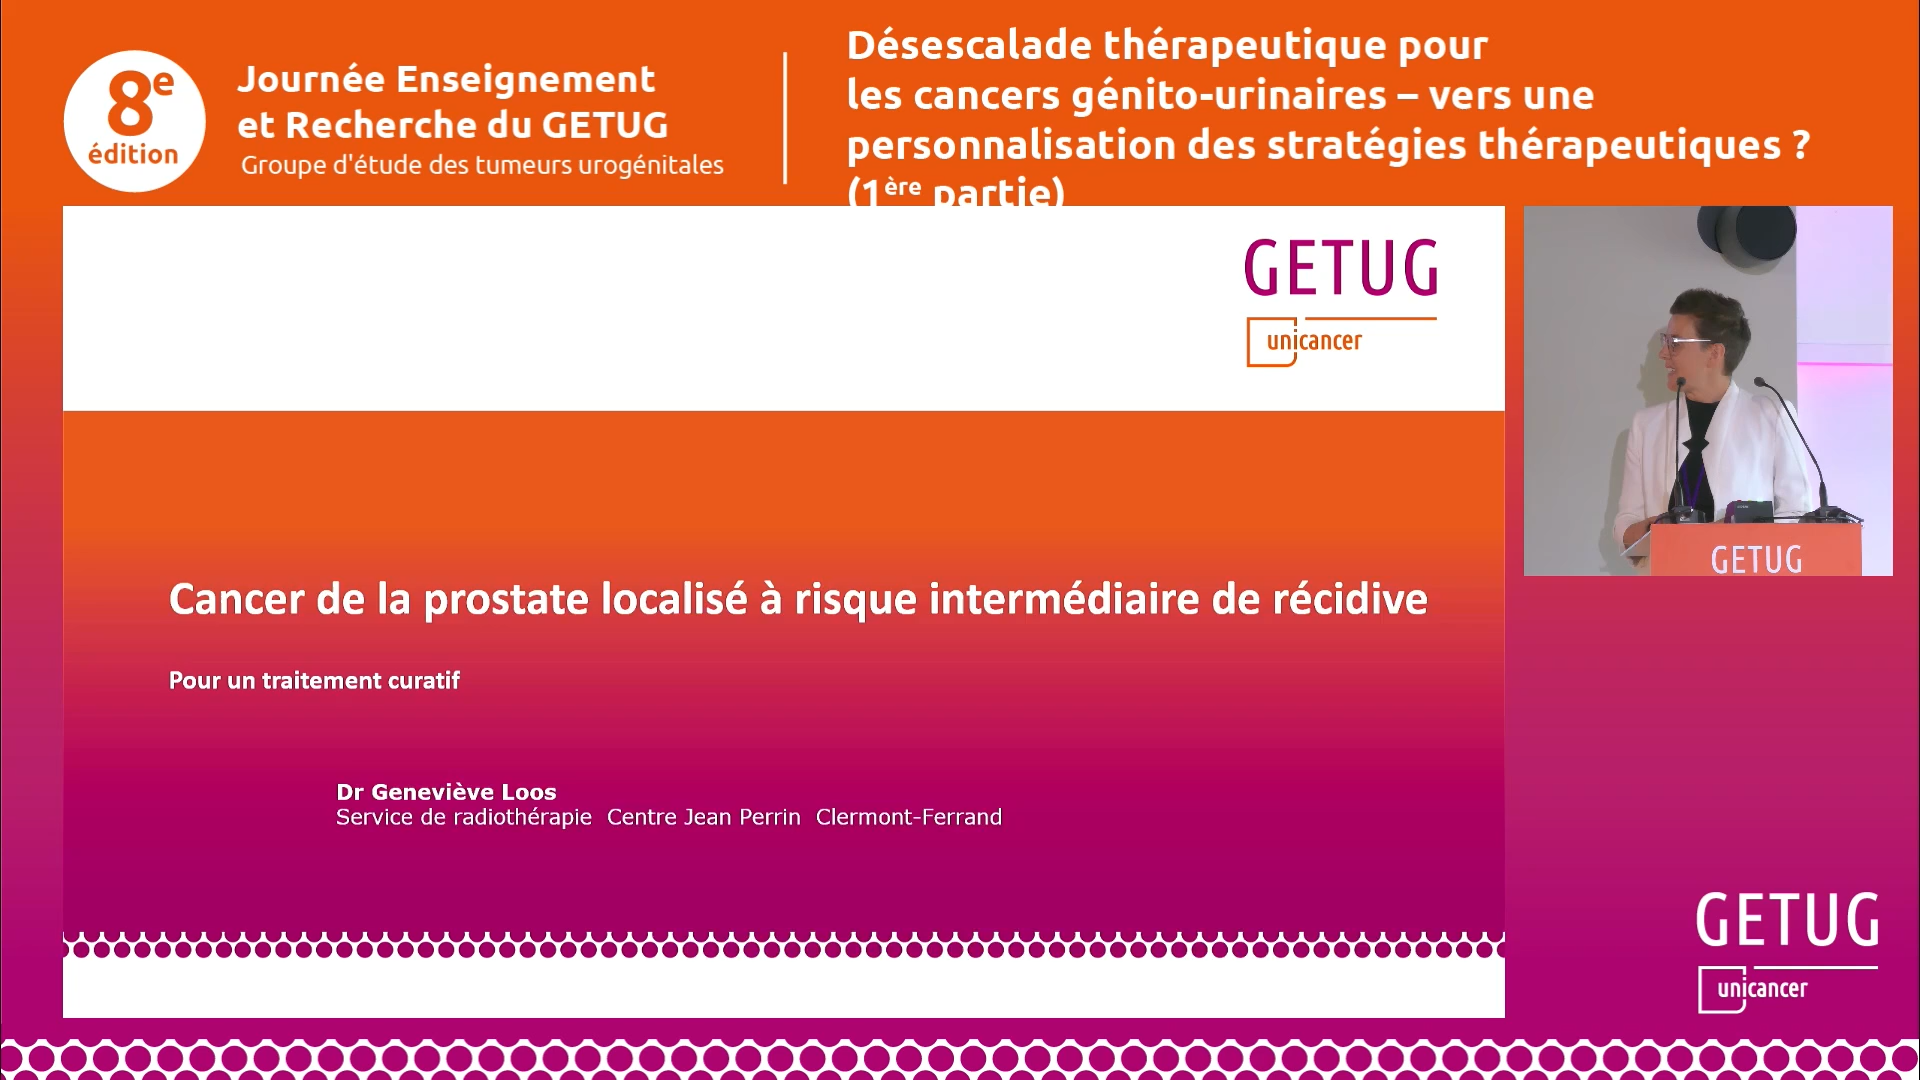 8e
édition
Journée Enseignement
et Recherche du GETUG
Groupe d'étude des tumeurs urogénitales
Désescalade thérapeutique pour
les cancers génito-urinaires – vers une
personnalisation des stratégies thérapeutiques ?
(1ère partie)
GETUG
unicancer
Cancer de la prostate localisé à risque intermédiaire de récidive
Pour un traitement curatif
Dr Geneviève Loos
Service de radiothérapie Centre Jean Perrin Clermont-Ferrand
GETUG
GETUG
unicancer